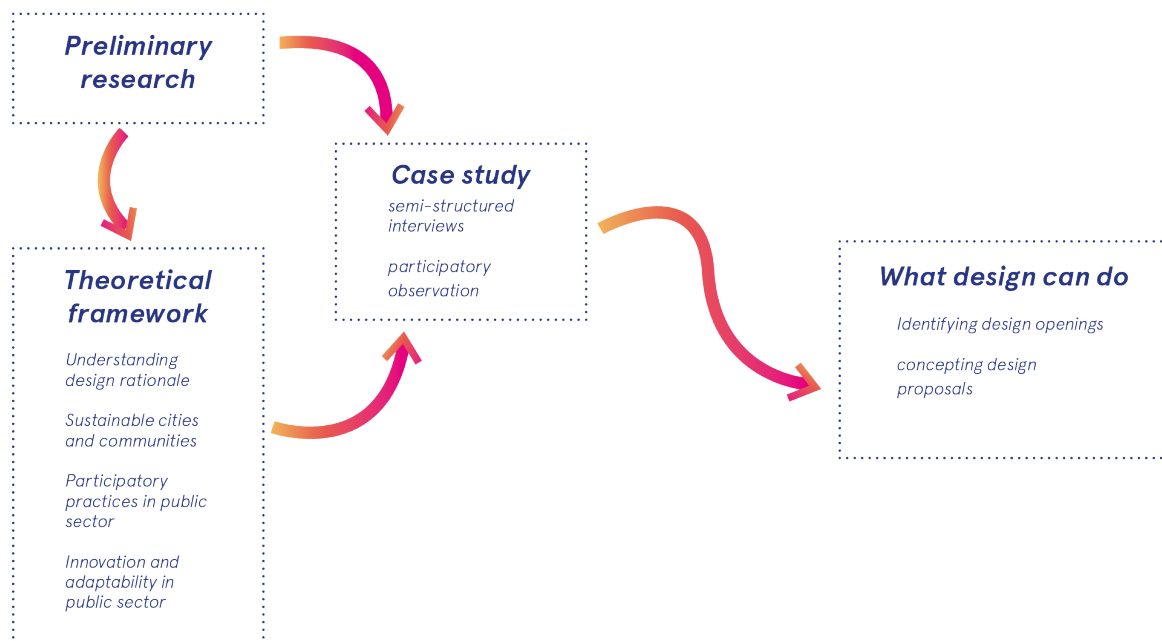 Preliminary
research
Theoretical
framework
Understanding
design rationale
Sustainable cities
and communities
Participatory
practices in public
sector
Innovation and
adaptability in
public sector
Case study
semi-structured
interviews
participatory
observation
What design can do
Identifying design openings
concepting design
proposals